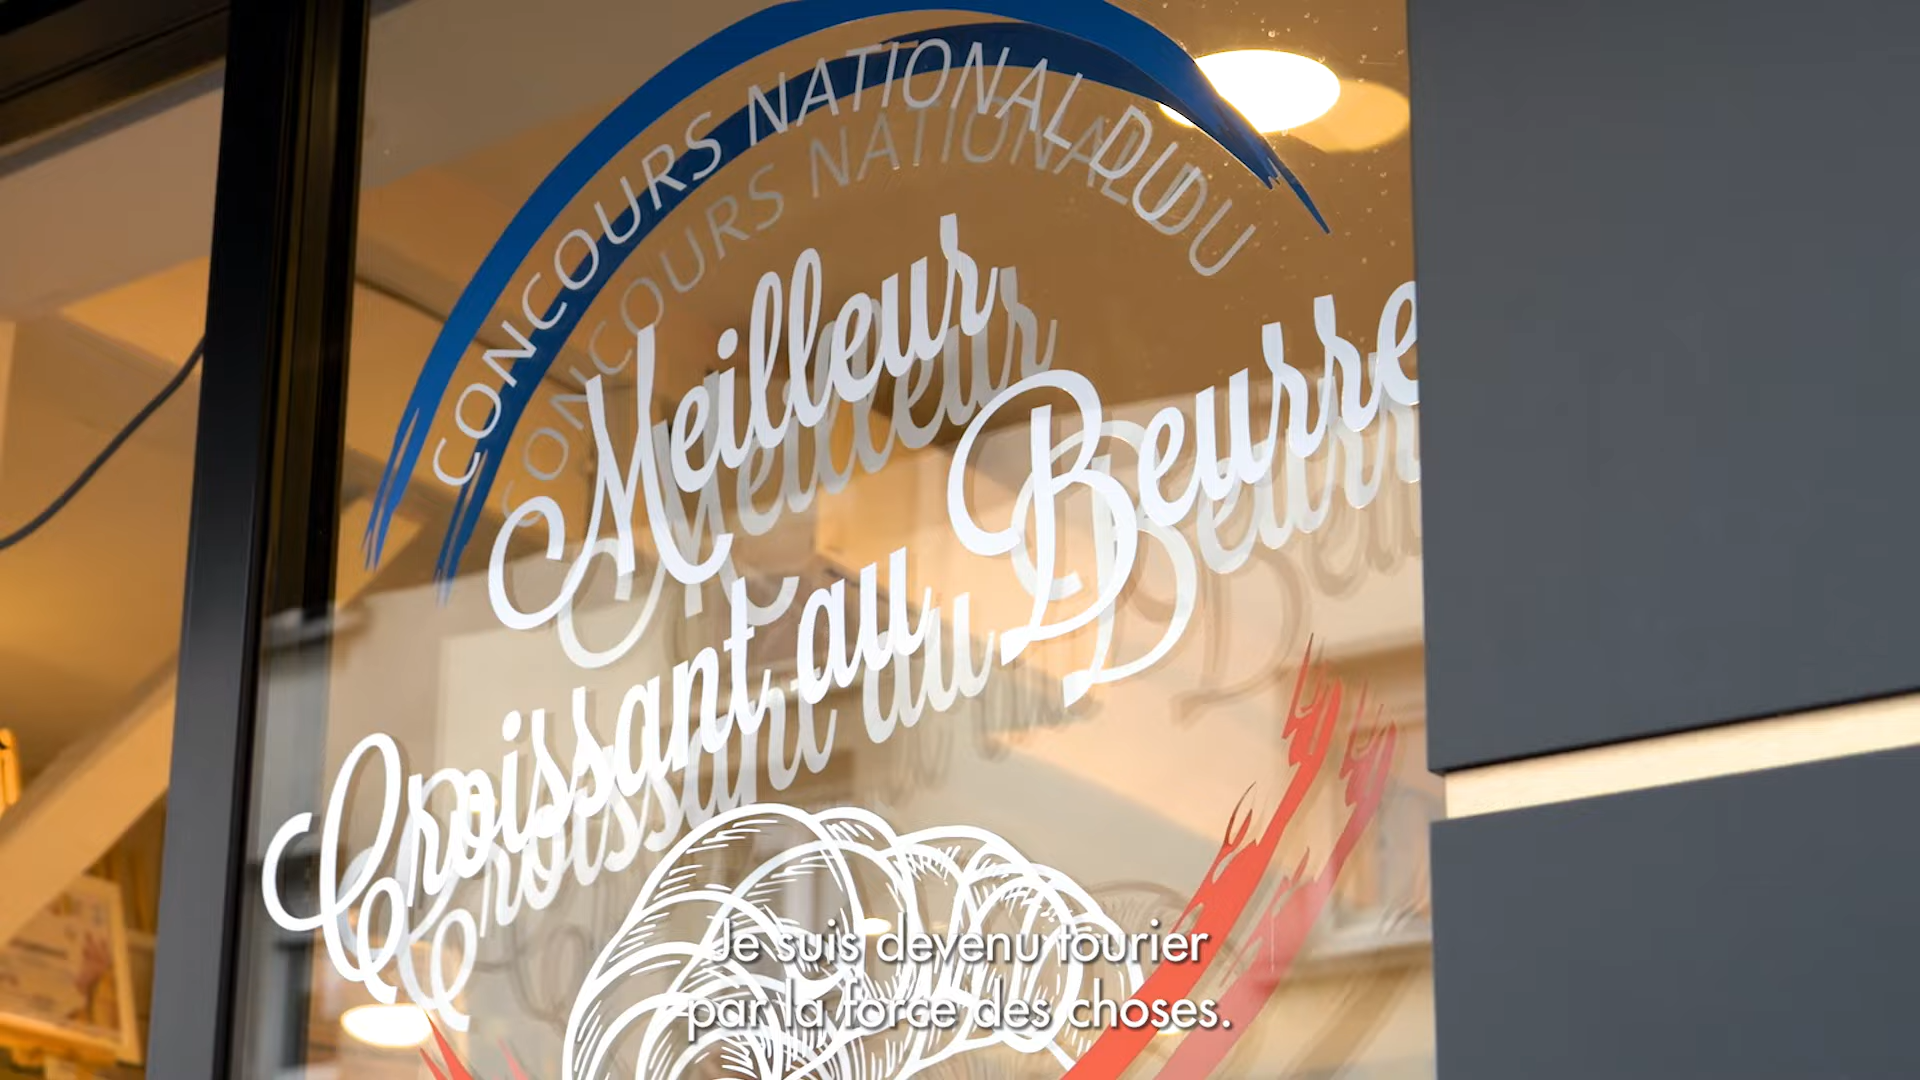 CONCOURS NATIONAL DU
Meilleur
Croissant au Beurre
Je suis devenu tourier
par la force des choses.